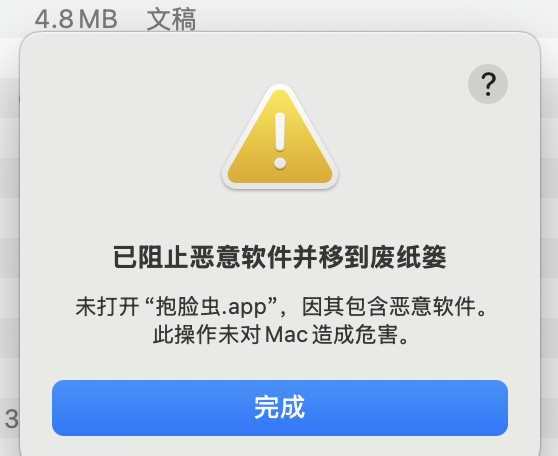 4.8 MB 文稿
?
已阻止恶意软件并移到废纸篓
未打开 “抱脸虫.app”，因其包含恶意软件。
此操作未对 Mac 造成危害。
完成
3